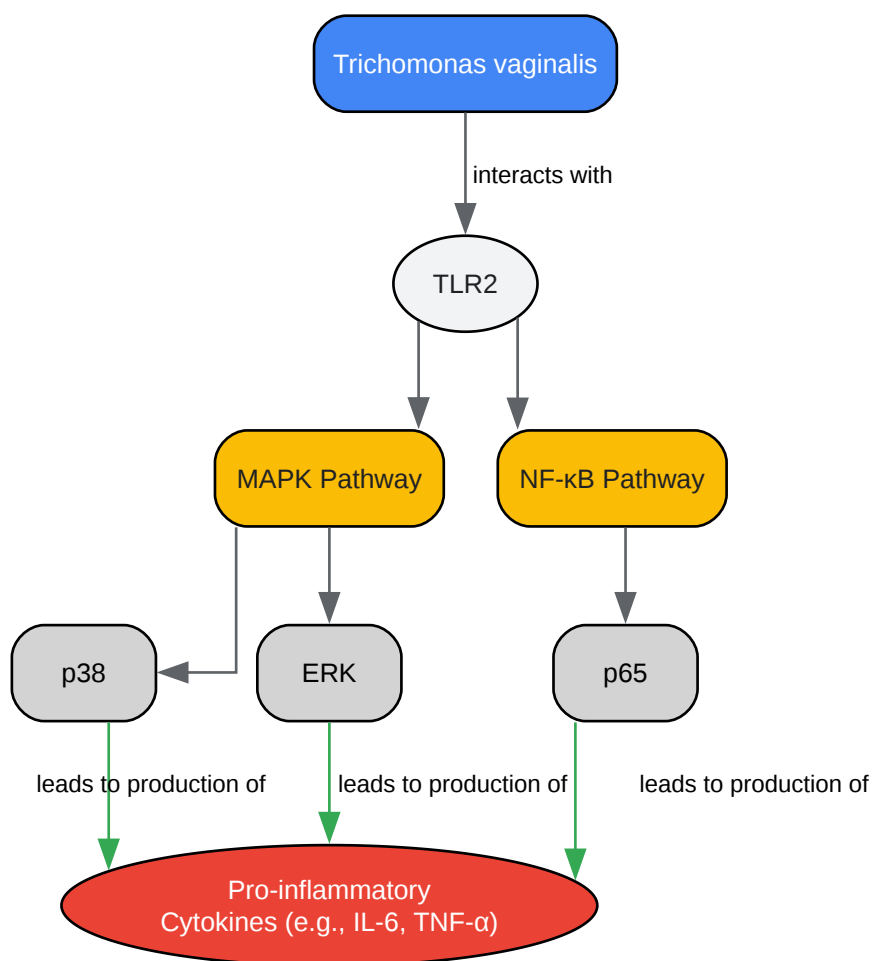 Trichomonas vaginalis
interacts with
TLR2
MAPK Pathway
NF-κB Pathway
p38
ERK
p65
leads to production of
leads to production of
leads to production of
Pro-inflammatory
Cytokines (e.g., IL-6, TNF-α)